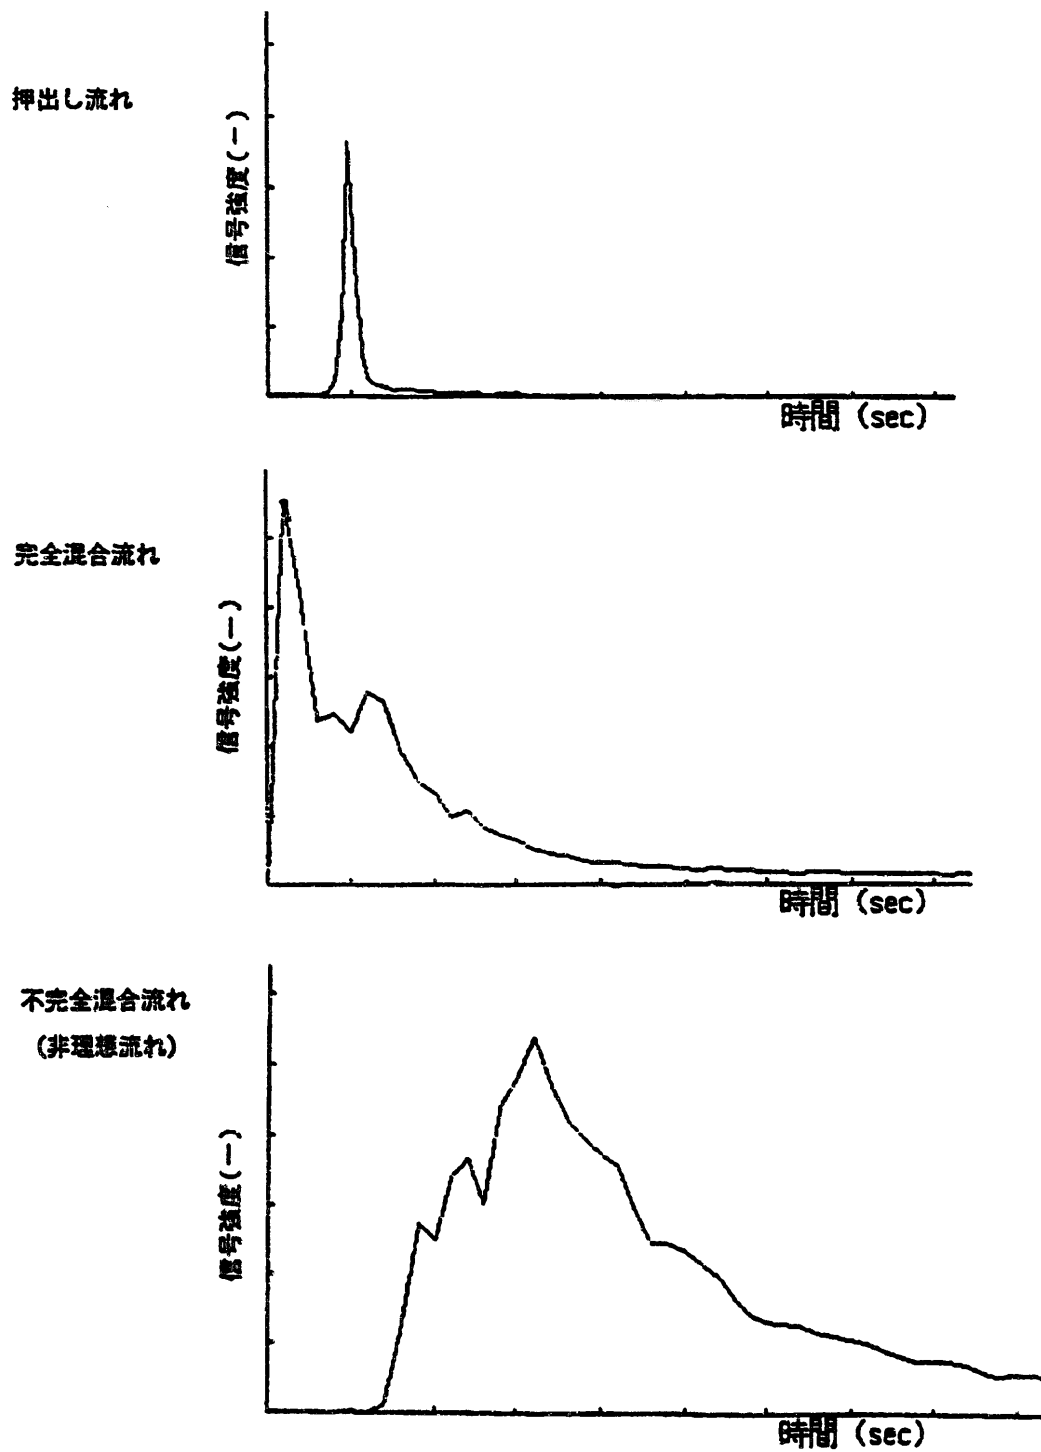 押出し流れ
信号強度(ー)
時間 (sec)
完全混合流れ
信号強度(ー)
時間 (sec)
不完全混合流れ
(非理想流れ)
信号強度(ー)
時間 (sec)